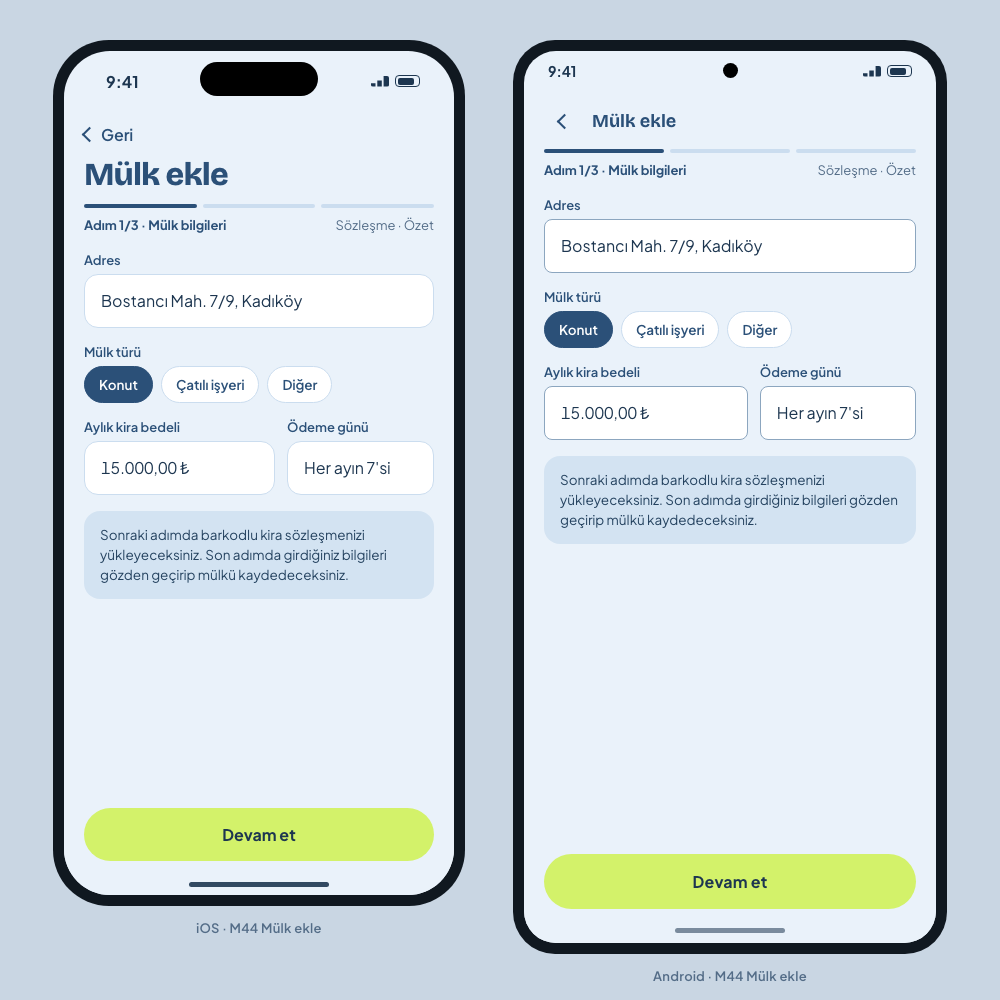 9:41
Geri
Mülk ekle
Adım 1/3 · Mülk bilgileri
Sözleşme · Özet
Adres
Bostancı Mah. 7/9, Kadıköy
Mülk türü
Konut
Çatılı işyeri
Diğer
Aylık kira bedeli
Ödeme günü
15.000,00 ₺
Her ayın 7'si
Sonraki adımda barkodlu kira sözleşmenizi
yükleyeceksiniz. Son adımda girdiğiniz bilgileri
gözden geçirip mülkü kaydedeceksiniz.
Devam et
iOS · M44 Mülk ekle
9:41
Mülk ekle
Adım 1/3 · Mülk bilgileri
Sözleşme · Özet
Adres
Bostancı Mah. 7/9, Kadıköy
Mülk türü
Konut
Çatılı işyeri
Diğer
Aylık kira bedeli
Ödeme günü
15.000,00 ₺
Her ayın 7'si
Sonraki adımda barkodlu kira sözleşmenizi
yükleyeceksiniz. Son adımda girdiğiniz bilgileri gözden
geçirip mülkü kaydedeceksiniz.
Devam et
Android · M44 Mülk ekle